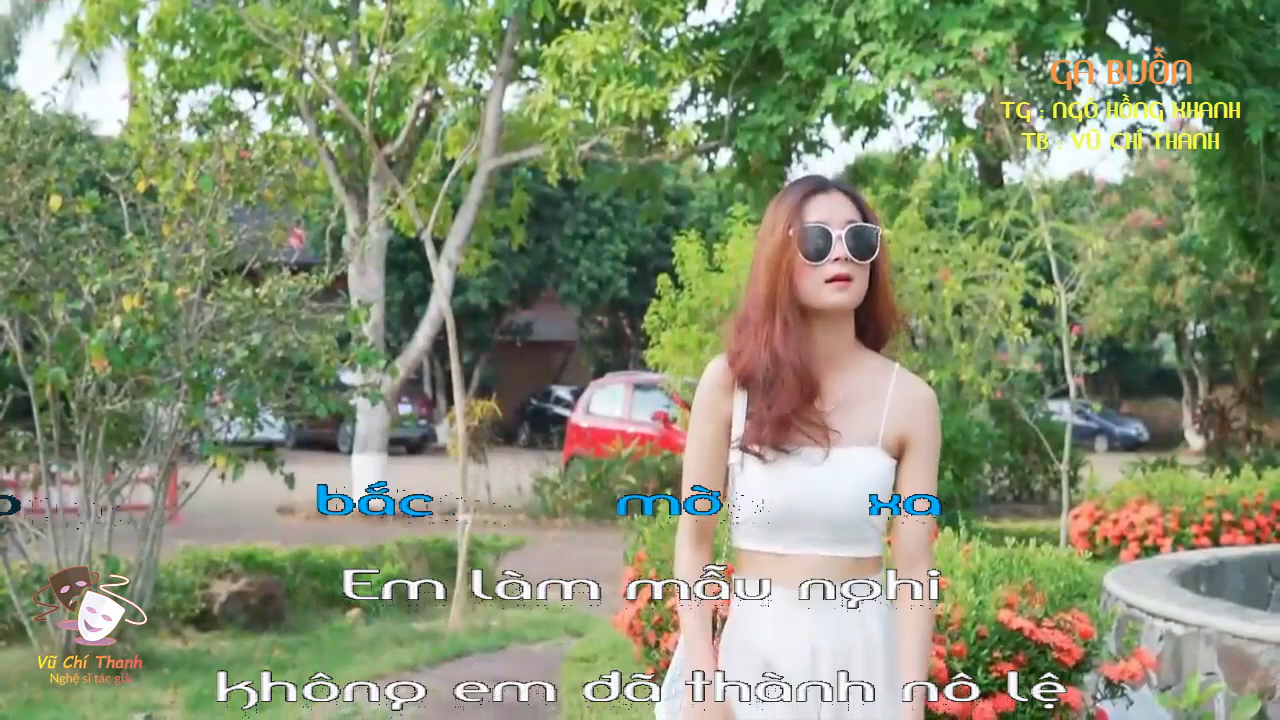 GA BUỒN
TG : NGÔ HỒNG KHANH
TB : VŨ CHÍ THANH
bắc mờ xa
Em làm mẫu nghi
không em đã thành nô lệ
Vũ Chí Thanh
Nghệ sĩ tác giả